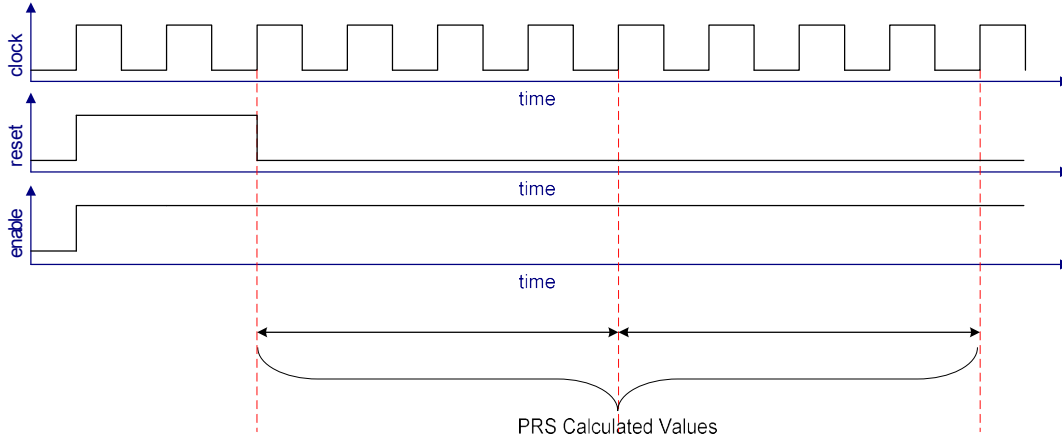 clock
time
reset
time
enable
time
PRS Calculated Values